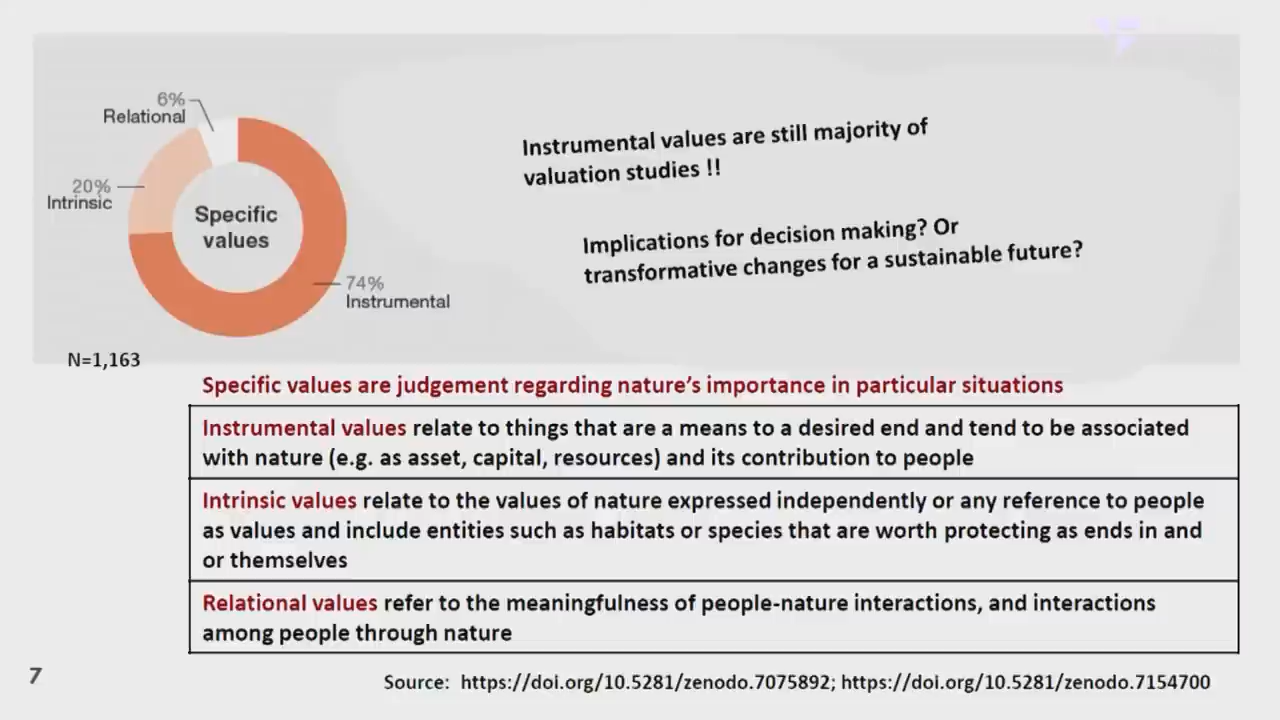 6%
Relational
20%
Intrinsic
Specific
values
74%
Instrumental
N=1,163
Instrumental values are still majority of
valuation studies !!
Implications for decision making? Or
transformative changes for a sustainable future?
Specific values are judgement regarding nature's importance in particular situations
Instrumental values relate to things that are a means to a desired end and tend to be associated
with nature (e.g. as asset, capital, resources) and its contribution to people
Intrinsic values relate to the values of nature expressed independently or any reference to people
as values and include entities such as habitats or species that are worth protecting as ends in and
or themselves
Relational values refer to the meaningfulness of people-nature interactions, and interactions
among people through nature
7
Source: https://doi.org/10.5281/zenodo.7075892; https://doi.org/10.5281/zenodo.7154700